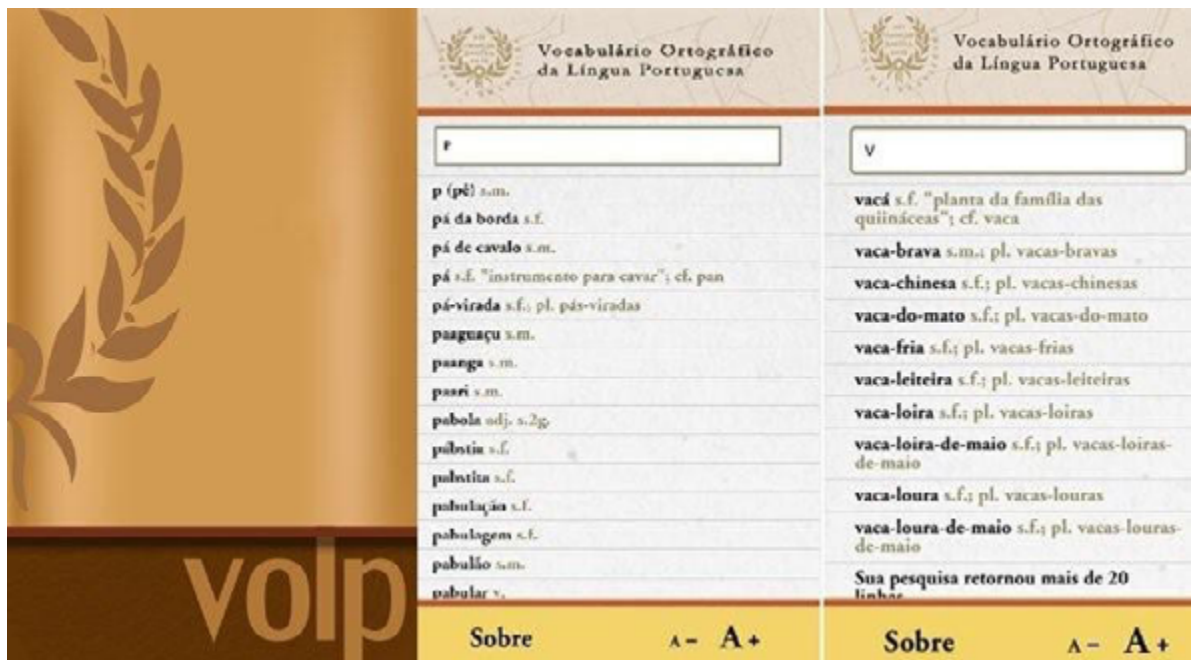 volp
Vocabulário Ortográfico
da Língua Portuguesa
P
p (pê) s.m.
pá da borda s.f.
pá de cavalo s.m.
pá s.f. "instrumento para cavar"; cf. pan
pá-virada s.f.; pl. pás-viradas
paaguaçu s.m.
paanga s.m.
paari s.m.
pabola adj. s.2g.
s.f.
s.f.
pabulação s.f.
pabulagem s.f.
pabulão s.m.
pabular v.
Sobre
A - A +
Vocabulário Ortográfico
da Língua Portuguesa
V
vacá s.f. "planta da família das
quiináceas"; cf. vaca
vaca-brava s.m.; pl. vacas-bravas
vaca-chinesa s.f.; pl. vacas-chinesas
vaca-do-mato s.f.; pl. vacas-do-mato
vaca-fria s.f.; pl. vacas-frias
vaca-leiteira s.f.; pl. vacas-leiteiras
vaca-loira s.f.; pl. vacas-loiras
vaca-loira-de-maio s.f.; pl. vacas-loiras-
de-maio
vaca-loura s.f.; pl. vacas-louras
vaca-loura-de-maio s.f.; pl. vacas-louras-
de-maio
Sua pesquisa retornou mais de 20
linhas
Sobre
A - A +